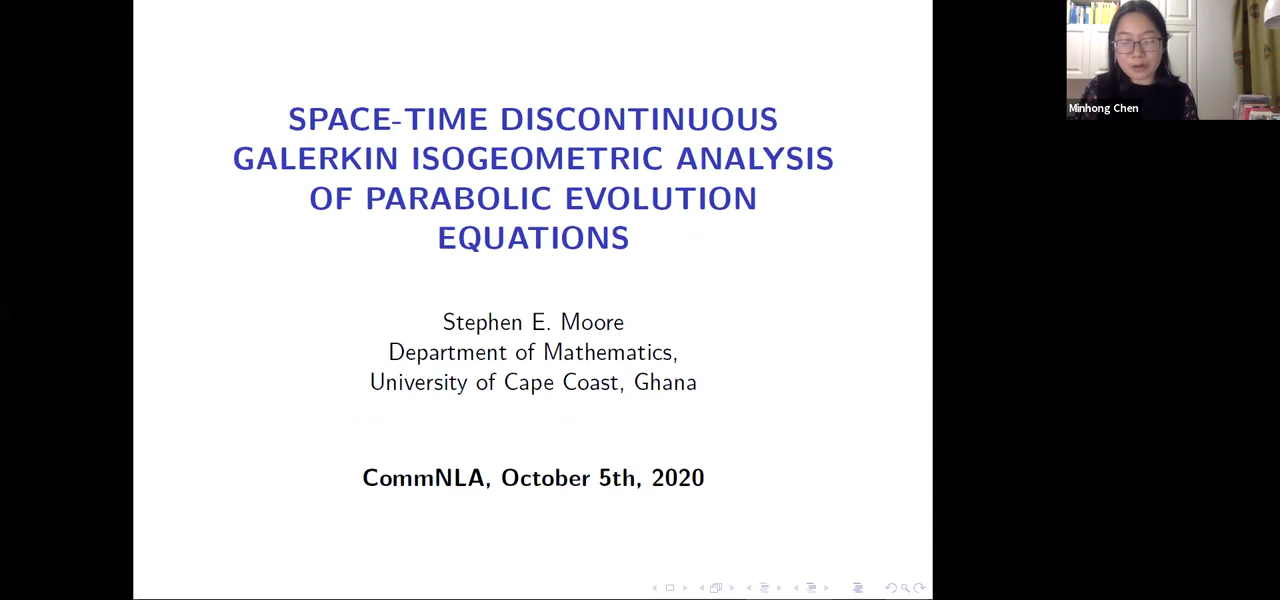 SPACE-TIME DISCONTINUOUS
GALERKIN ISOGEOMETRIC ANALYSIS
OF PARABOLIC EVOLUTION
EQUATIONS
Stephen E. Moore
Department of Mathematics,
University of Cape Coast, Ghana
CommNLA, October 5th, 2020
Minhong Chen